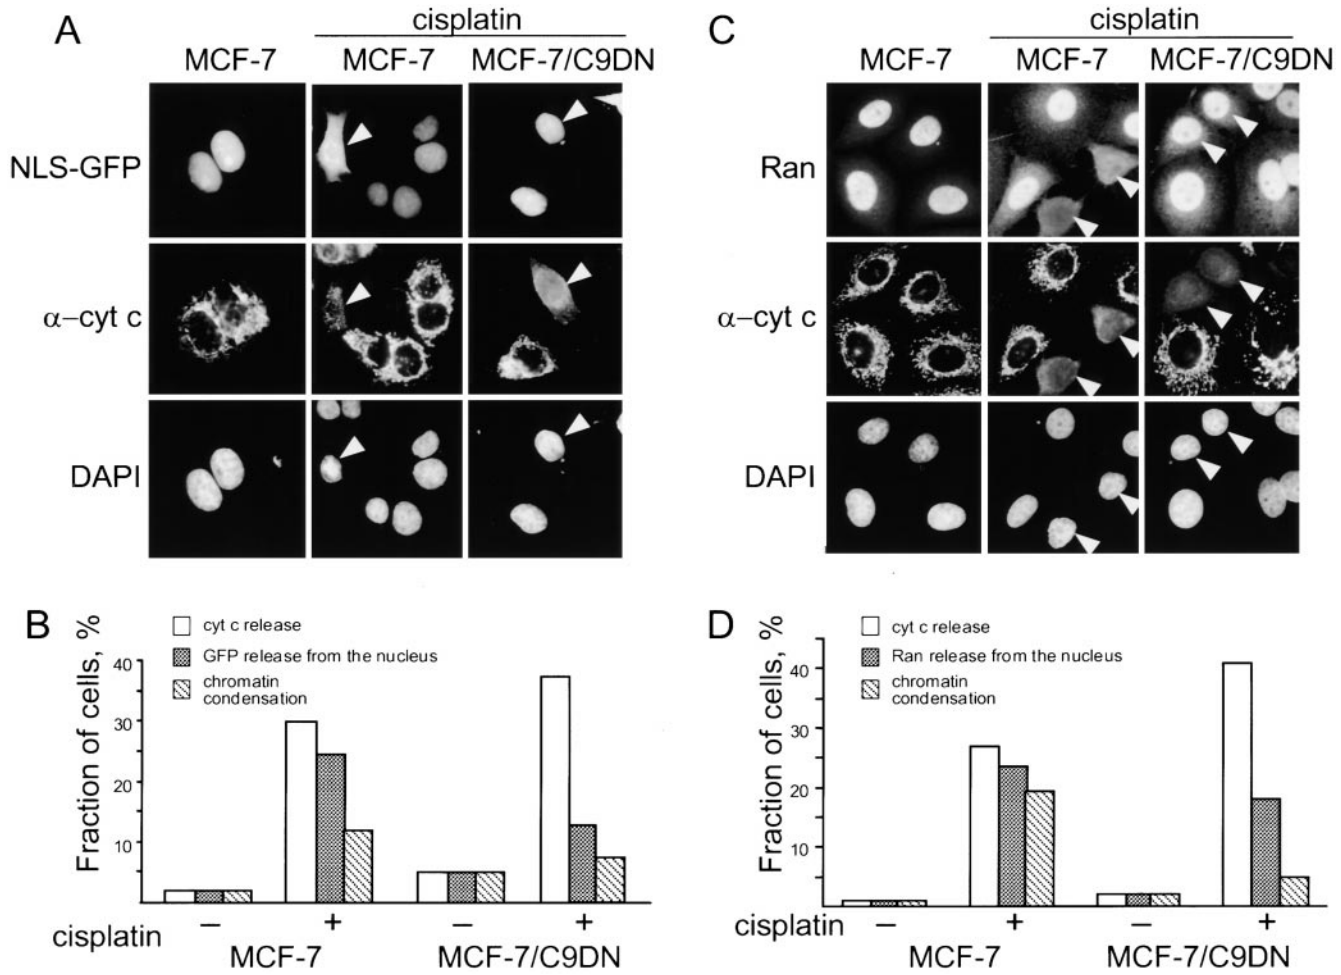 A
cisplatin
MCF-7 MCF-7 MCF-7/C9DN
NLS-GFP
α–cyt c
DAPI
B
Fraction of cells, %
cyt c release
GFP release from the nucleus
chromatin
condensation
40
30
20
10
cisplatin – + – +
MCF-7 MCF-7/C9DN
C
cisplatin
MCF-7 MCF-7 MCF-7/C9DN
Ran
α–cyt c
DAPI
D
Fraction of cells, %
cyt c release
Ran release from the nucleus
chromatin
condensation
40
30
20
10
cisplatin – + – +
MCF-7 MCF-7/C9DN